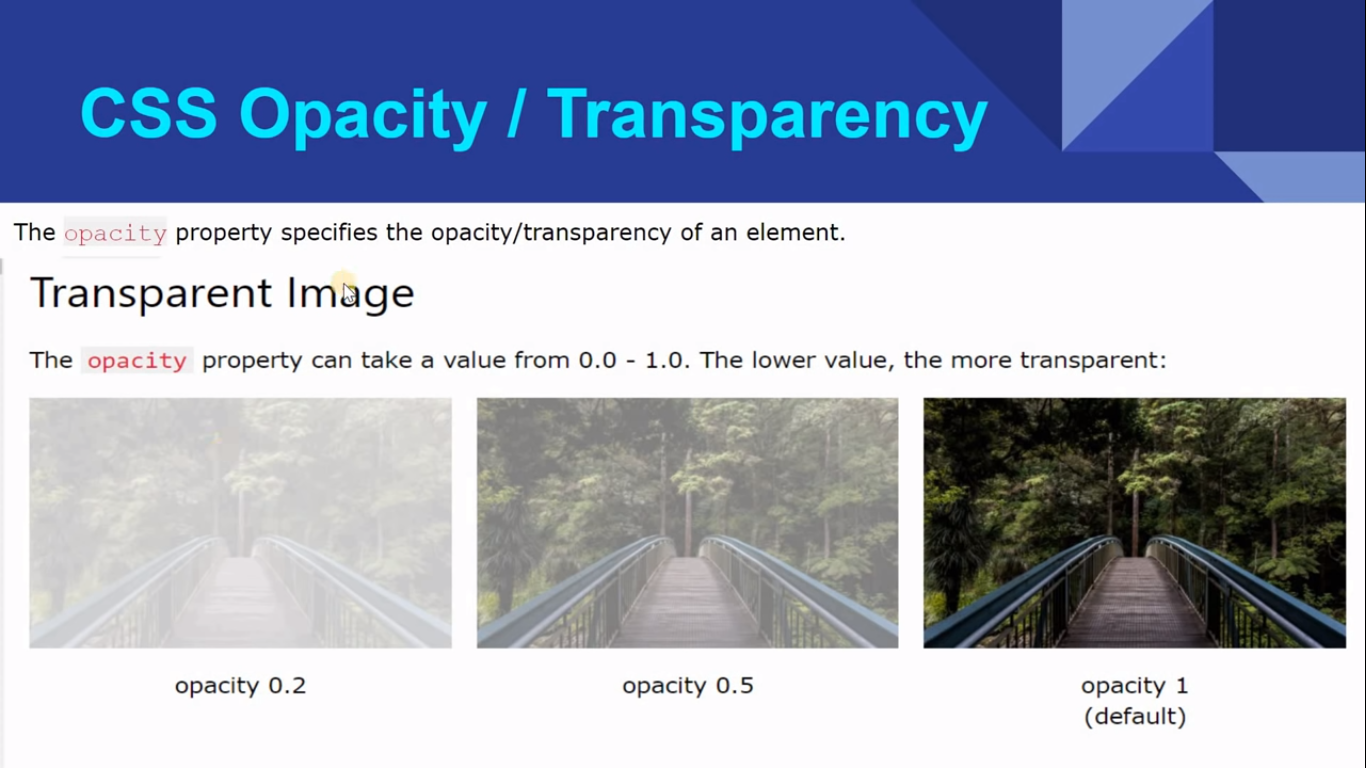 CSS Opacity / Transparency
The opacity property specifies the opacity/transparency of an element.
Transparent Image
The opacity property can take a value from 0.0 - 1.0. The lower value, the more transparent:
opacity 0.2
opacity 0.5
opacity 1
(default)